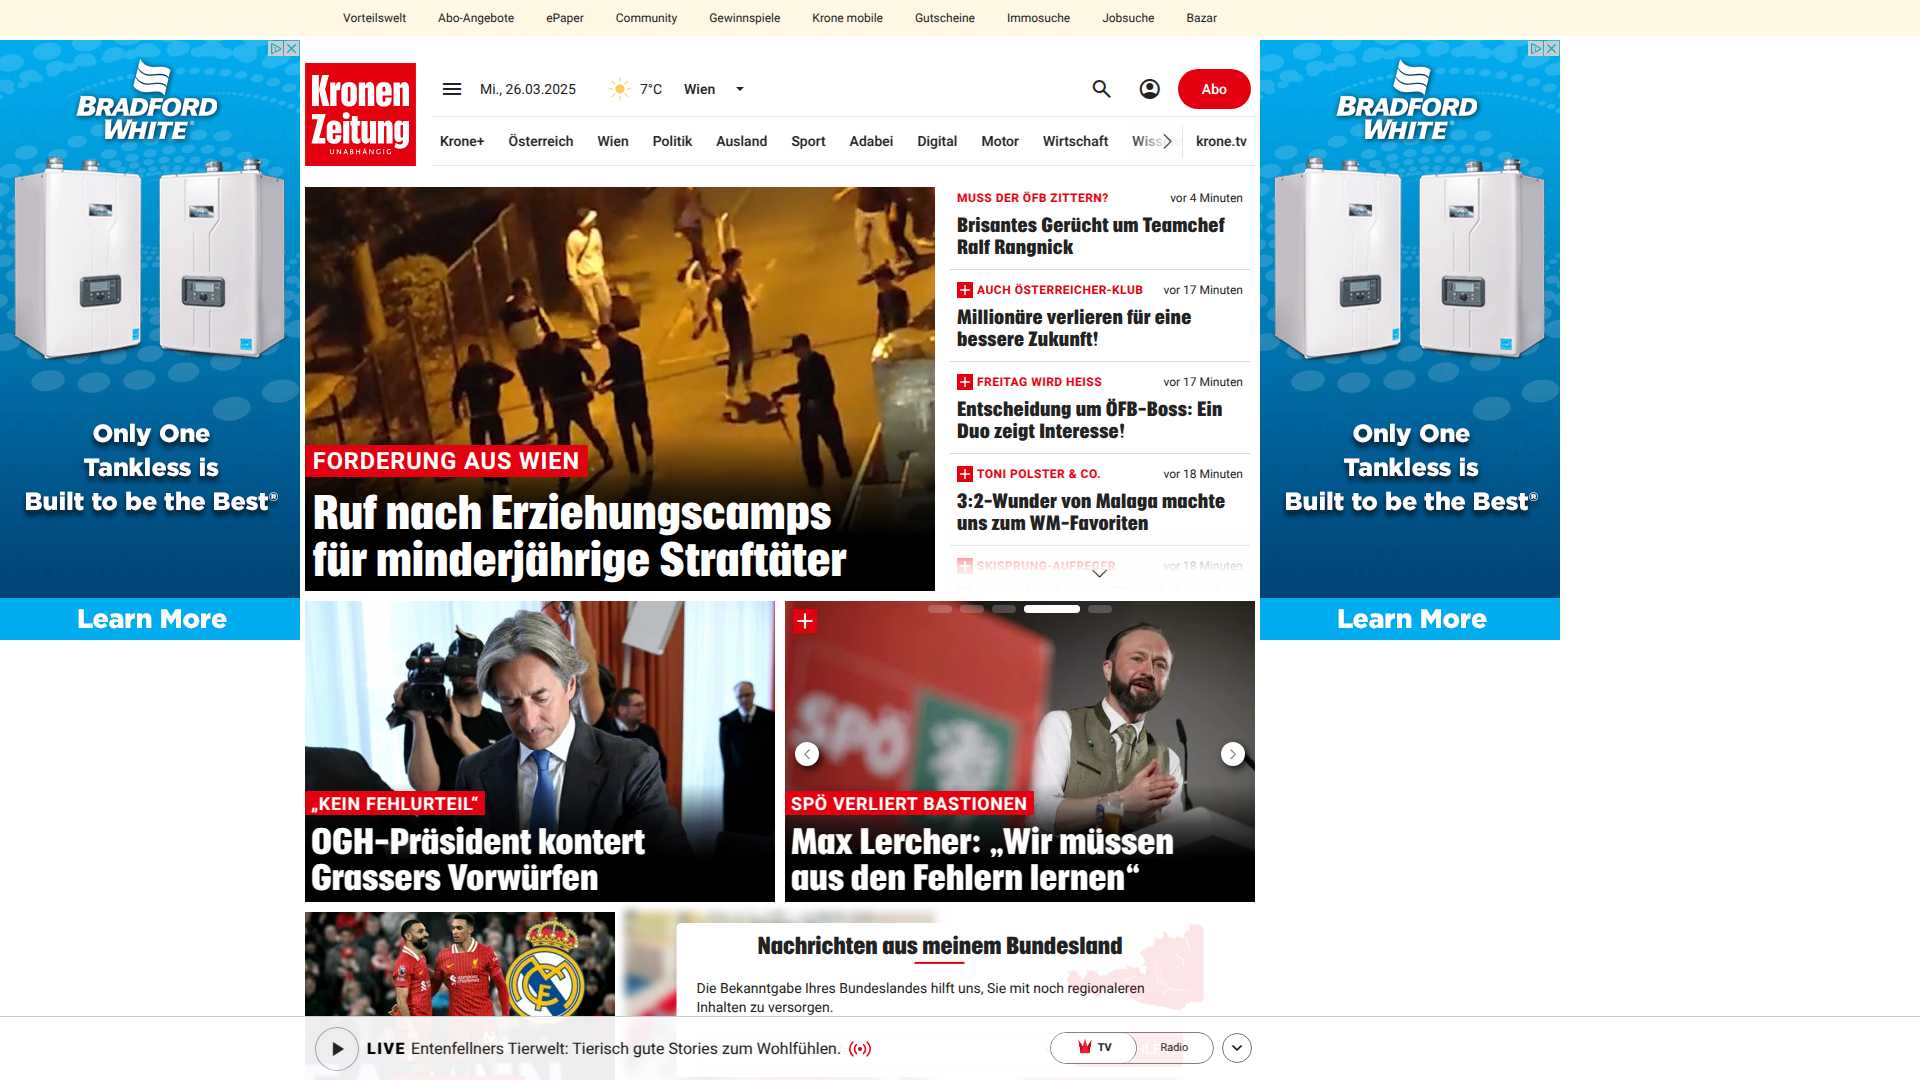 Vorteilswelt Abo-Angebote ePaper Community Gewinnspiele Krone mobile Gutscheine Immosuche Jobsuche Bazar
BRADFORD
WHITE
Only One
Tankless is
Built to be the Best®
Learn More
Kronen
Zeitung
UNABHÄNGIG
Mi., 26.03.2025 7°C Wien
Abo
Krone+ Österreich Wien Politik Ausland Sport Adabei Digital Motor Wirtschaft Wiss krone.tv
FORDERUNG AUS WIEN
Ruf nach Erziehungscamps
für minderjährige Straftäter
MUSS DER ÖFB ZITTERN? vor 4 Minuten
Brisantes Gerücht um Teamchef
Ralf Rangnick
AUCH ÖSTERREICHER-KLUB vor 17 Minuten
Millionäre verlieren für eine
bessere Zukunft!
FREITAG WIRD HEISS vor 17 Minuten
Entscheidung um ÖFB-Boss: Ein
Duo zeigt Interesse!
TONI POLSTER & CO. vor 18 Minuten
3:2-Wunder von Malaga machte
uns zum WM-Favoriten
SKISPRUNG-AUFREGER vor 18 Minuten
„KEIN FEHLURTEIL“
OGH-Präsident kontert
Grassers Vorwürfen
SPÖ
SPÖ VERLIERT BASTIONEN
Max Lercher: „Wir müssen
aus den Fehlern lernen“
Nachrichten aus meinem Bundesland
Die Bekanntgabe Ihres Bundeslandes hilft uns, Sie mit noch regionaleren
Inhalten zu versorgen.
LIVE Entenfellners Tierwelt: Tierisch gute Stories zum Wohlfühlen.
TV Radio
BRADFORD
WHITE
Only One
Tankless is
Built to be the Best®
Learn More